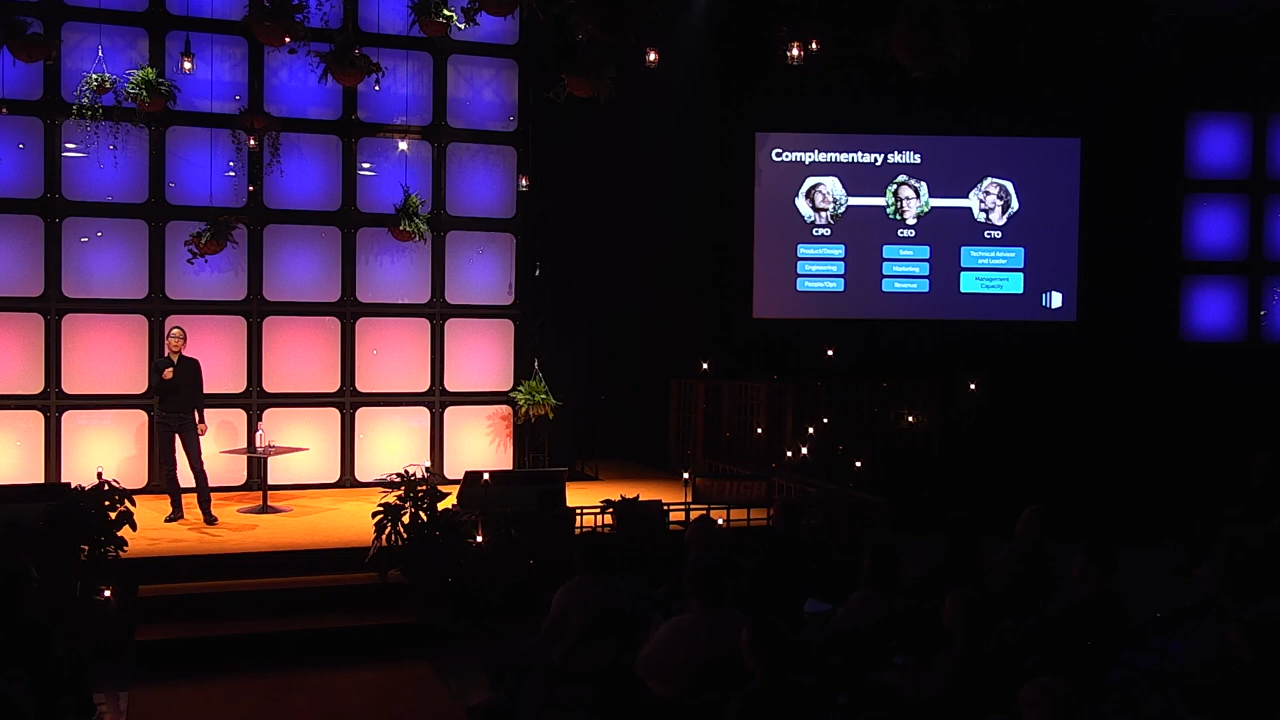 Complementary skills
CPO
CEO
CTO
Product/Design
Sales
Technical Advisor
and Leader
Engineering
Marketing
Management
Capacity
People/Ops
Revenue